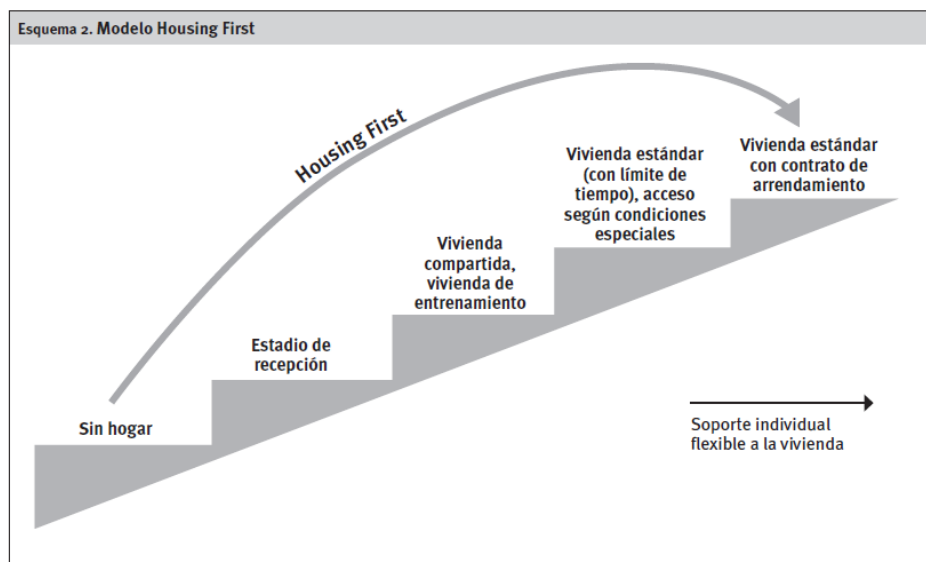 Esquema 2. Modelo Housing First
Housing First
Vivienda estándar
con contrato de
arrendamiento
Vivienda estándar
(con límite de
tiempo), acceso
según condiciones
especiales
Vivienda
compartida,
vivienda de
entrenamiento
Estadio de
recepción
Sin hogar
Soporte individual
flexible a la vivienda